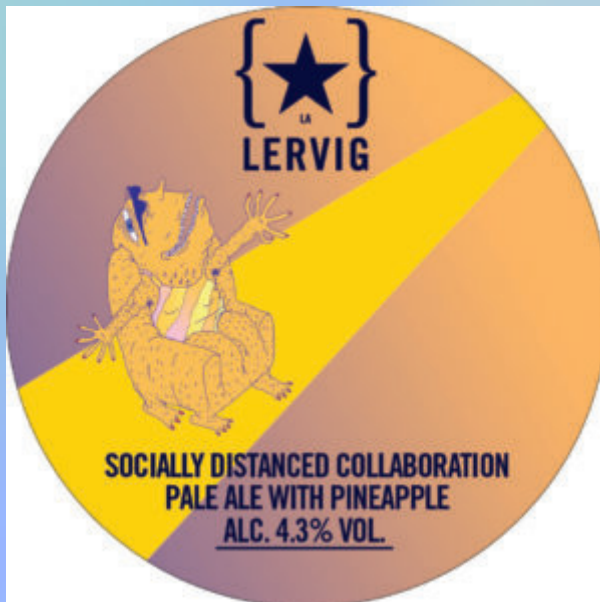 LA
LERVIG
SOCIALLY DISTANCED COLLABORATION
PALE ALE WITH PINEAPPLE
ALC. 4.3% VOL.